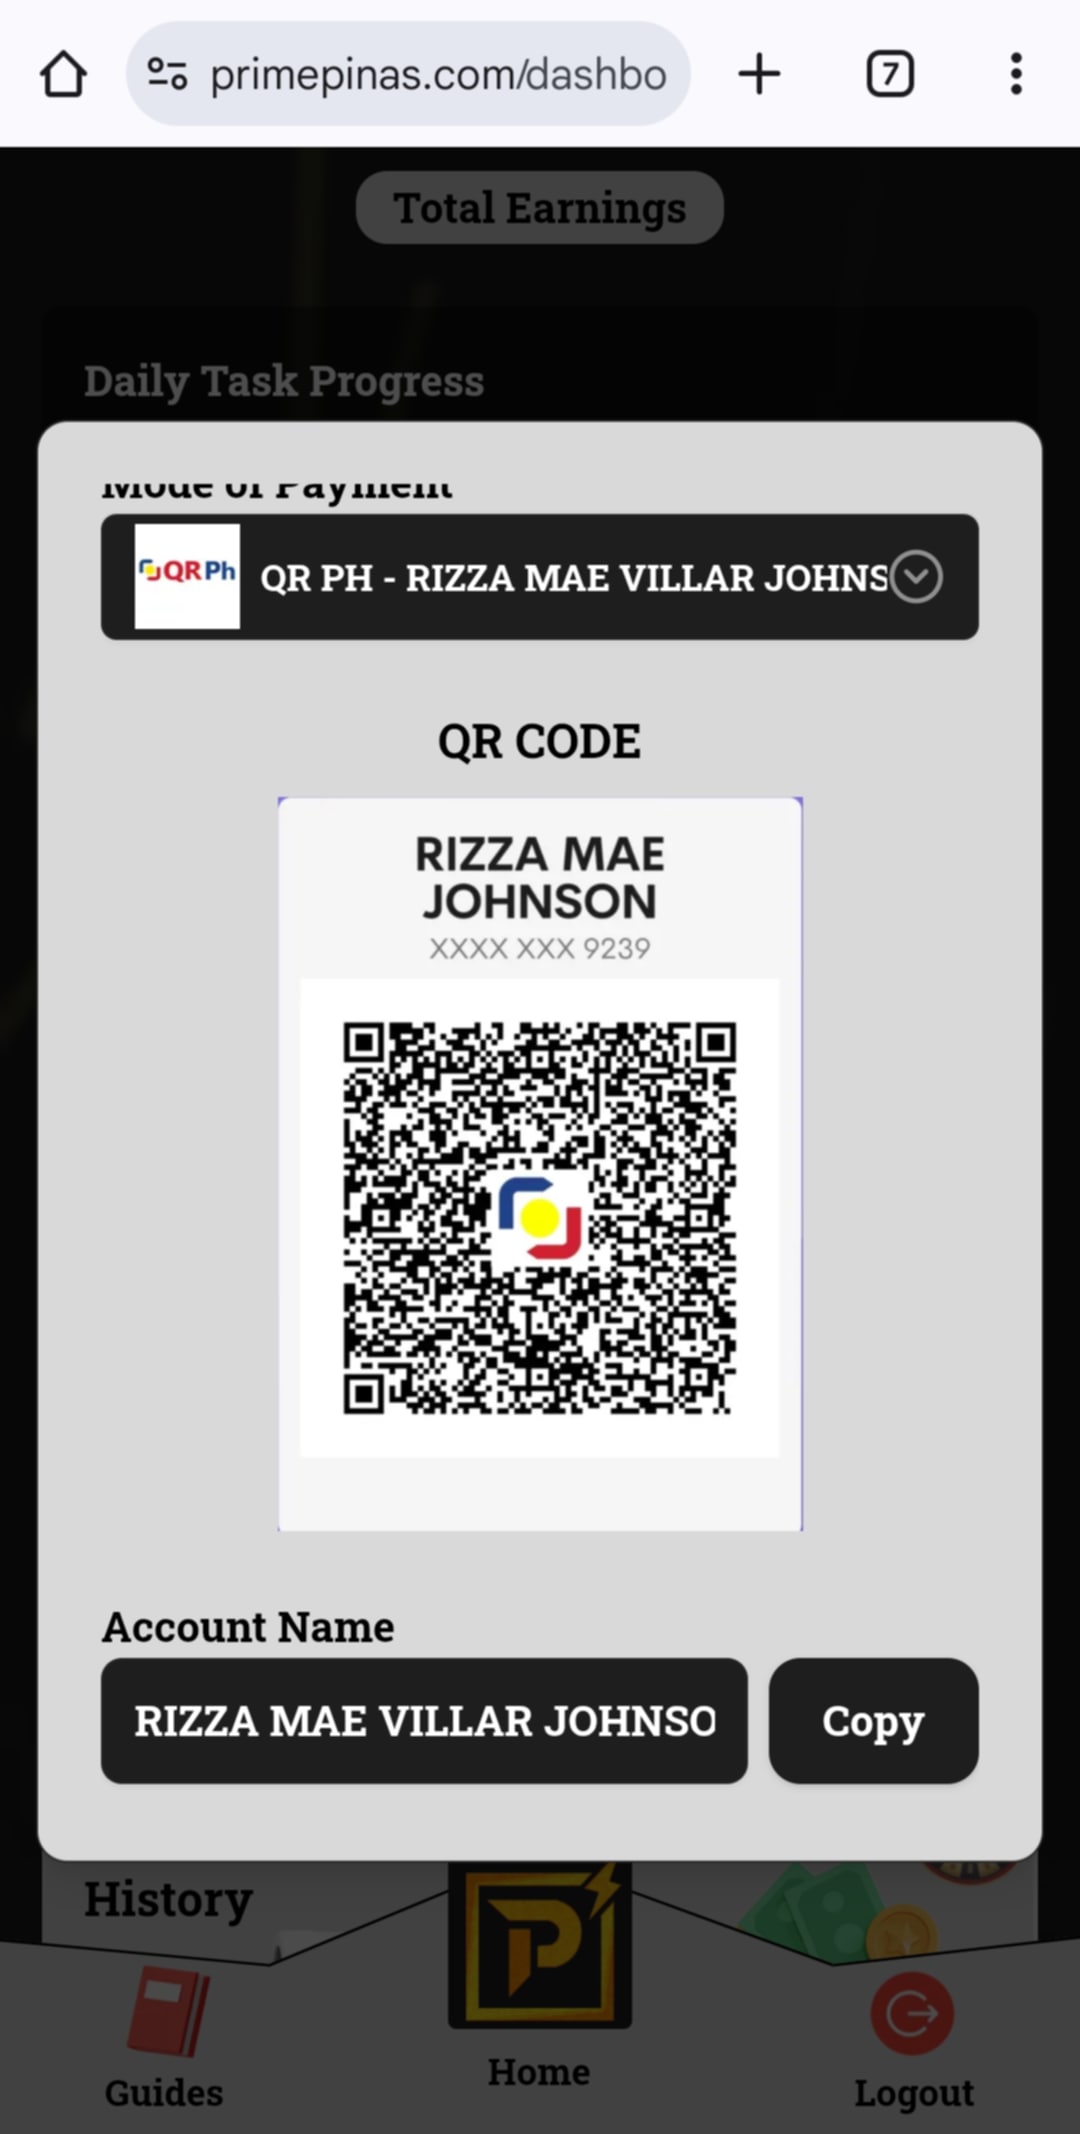 primepinas.com/dashbo
7
Total Earnings
Daily Task Progress
Mode of Payment
QR Ph
QR PH - RIZZA MAE VILLAR JOHNS
QR CODE
RIZZA MAE
JOHNSON
XXXX XXX 9239
Account Name
RIZZA MAE VILLAR JOHNSO
Copy
History
Guides
Home
Logout